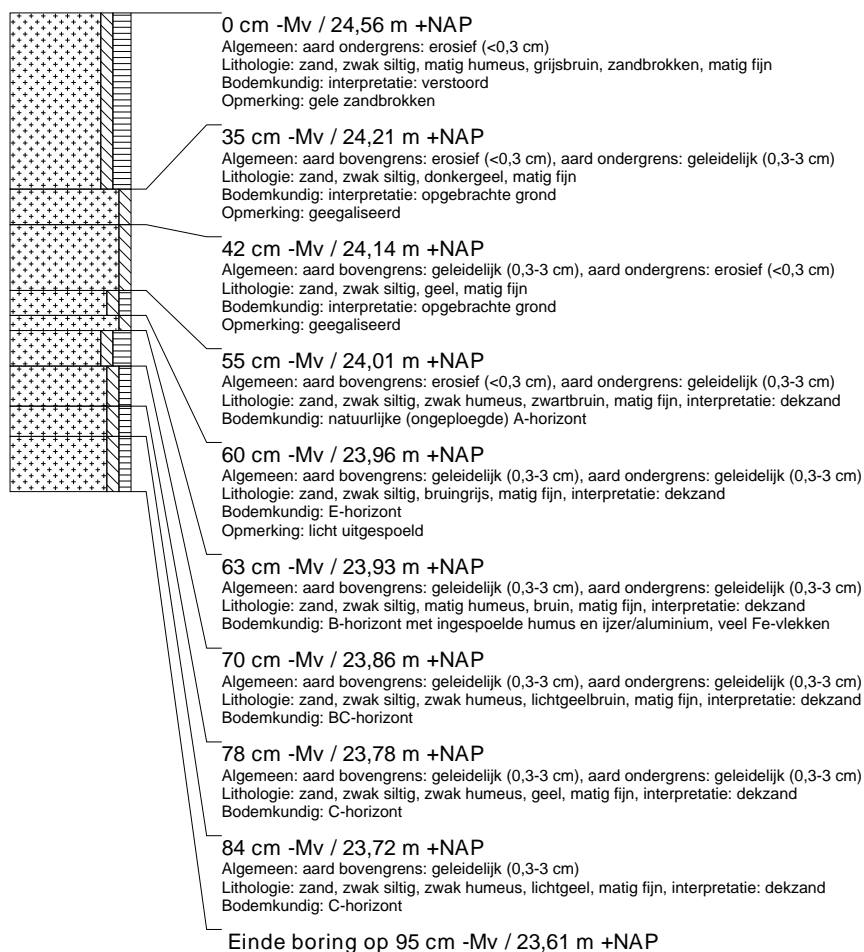 0 cm -Mv / 24,56 m +NAP
Algemeen: aard ondergrens: erosief (<0,3 cm)
Lithologie: zand, zwak siltig, matig humeus, grijsbruin, zandbrokken, matig fijn
Bodemkundig: interpretatie: verstoord
Opmerking: gele zandbrokken
35 cm -Mv / 24,21 m +NAP
Algemeen: aard bovengrens: erosief (<0,3 cm), aard ondergrens: geleidelijk (0,3-3 cm)
Lithologie: zand, zwak siltig, donkergeel, matig fijn
Bodemkundig: interpretatie: opgebrachte grond
Opmerking: geegaliseerd
42 cm -Mv / 24,14 m +NAP
Algemeen: aard bovengrens: geleidelijk (0,3-3 cm), aard ondergrens: erosief (<0,3 cm)
Lithologie: zand, zwak siltig, geel, matig fijn
Bodemkundig: interpretatie: opgebrachte grond
Opmerking: geegaliseerd
55 cm -Mv / 24,01 m +NAP
Algemeen: aard bovengrens: erosief (<0,3 cm), aard ondergrens: geleidelijk (0,3-3 cm)
Lithologie: zand, zwak siltig, zwak humeus, zwartbruin, matig fijn, interpretatie: dekzand
Bodemkundig: natuurlijke (ongeploegde) A-horizont
60 cm -Mv / 23,96 m +NAP
Algemeen: aard bovengrens: geleidelijk (0,3-3 cm), aard ondergrens: geleidelijk (0,3-3 cm)
Lithologie: zand, zwak siltig, bruingrijs, matig fijn, interpretatie: dekzand
Bodemkundig: E-horizont
Opmerking: licht uitgespoeld
63 cm -Mv / 23,93 m +NAP
Algemeen: aard bovengrens: geleidelijk (0,3-3 cm), aard ondergrens: geleidelijk (0,3-3 cm)
Lithologie: zand, zwak siltig, matig humeus, bruin, matig fijn, interpretatie: dekzand
Bodemkundig: B-horizont met ingespoelde humus en ijzer/aluminium, veel Fe-vlekken
70 cm -Mv / 23,86 m +NAP
Algemeen: aard bovengrens: geleidelijk (0,3-3 cm), aard ondergrens: geleidelijk (0,3-3 cm)
Lithologie: zand, zwak siltig, zwak humeus, lichtgeelbruin, matig fijn, interpretatie: dekzand
Bodemkundig: BC-horizont
78 cm -Mv / 23,78 m +NAP
Algemeen: aard bovengrens: geleidelijk (0,3-3 cm), aard ondergrens: geleidelijk (0,3-3 cm)
Lithologie: zand, zwak siltig, zwak humeus, geel, matig fijn, interpretatie: dekzand
Bodemkundig: C-horizont
84 cm -Mv / 23,72 m +NAP
Algemeen: aard bovengrens: geleidelijk (0,3-3 cm)
Lithologie: zand, zwak siltig, zwak humeus, lichtgeel, matig fijn, interpretatie: dekzand
Bodemkundig: C-horizont
Einde boring op 95 cm -Mv / 23,61 m +NAP